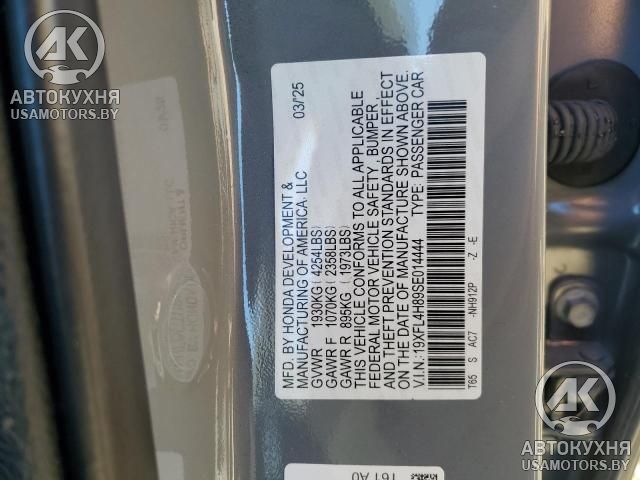 АВТОКУХНЯ
USAMOTORS.BY
MFD. BY HONDA DEVELOPMENT &
MANUFACTURING OF AMERICA, LLC
03/25
GVWR 1930KG (4254LBS)
GAWR F 1070KG (2358LBS)
GAWR R 895KG (1973LBS)
THIS VEHICLE CONFORMS TO ALL APPLICABLE
FEDERAL MOTOR VEHICLE SAFETY, BUMPER,
AND THEFT PREVENTION STANDARDS IN EFFECT
ON THE DATE OF MANUFACTURE SHOWN ABOVE.
V.I.N.:19XFL4H89SE014444 TYPE: PASSENGER CAR
T65 S AC7 -NH912P -Z -E
T61 A0
АВТОКУХНЯ
USAMOTORS.BY